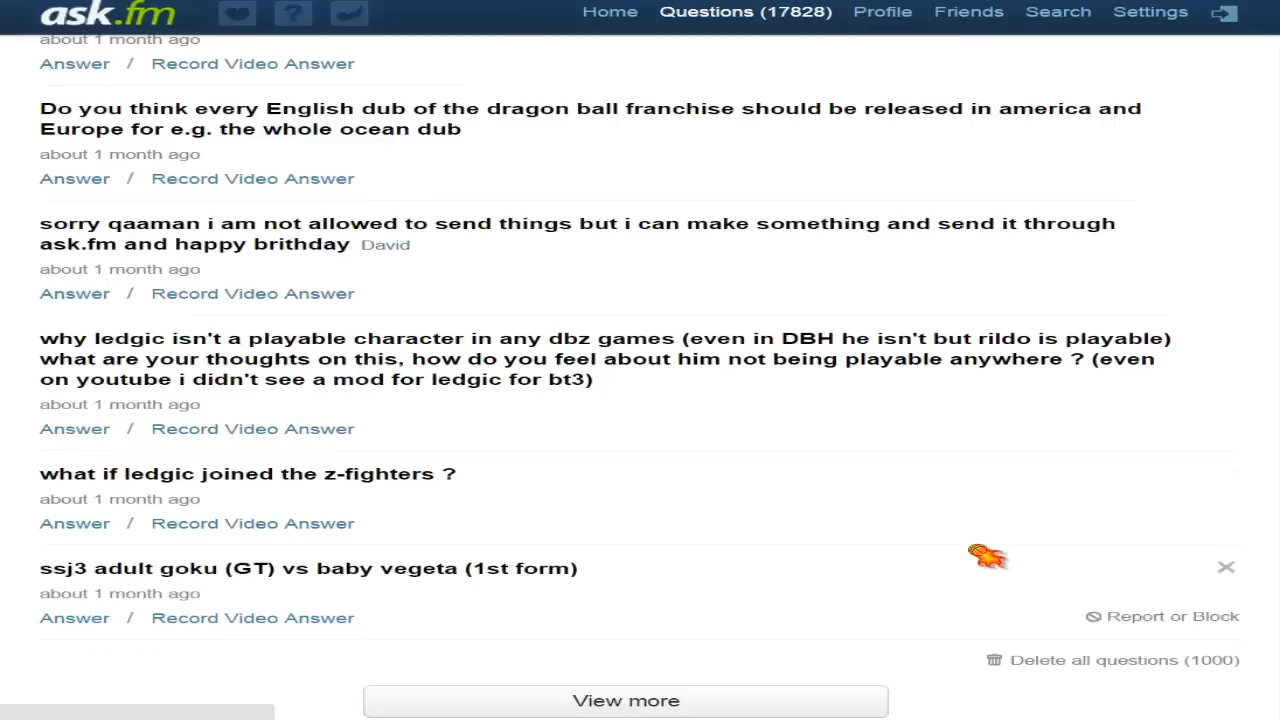 ask.fm Home Questions (17828) Profile Friends Search Settings
about 1 month ago
Answer / Record Video Answer
Do you think every English dub of the dragon ball franchise should be released in america and
Europe for e.g. the whole ocean dub
about 1 month ago
Answer / Record Video Answer
sorry qaaman i am not allowed to send things but i can make something and send it through
ask.fm and happy brithday David
about 1 month ago
Answer / Record Video Answer
why ledgic isn't a playable character in any dbz games (even in DBH he isn't but rildo is playable)
what are your thoughts on this, how do you feel about him not being playable anywhere ? (even
on youtube i didn't see a mod for ledgic for bt3)
about 1 month ago
Answer / Record Video Answer
what if ledgic joined the z-fighters ?
about 1 month ago
Answer / Record Video Answer
ssj3 adult goku (GT) vs baby vegeta (1st form)
about 1 month ago
Answer / Record Video Answer
Report or Block
Delete all questions (1000)
View more